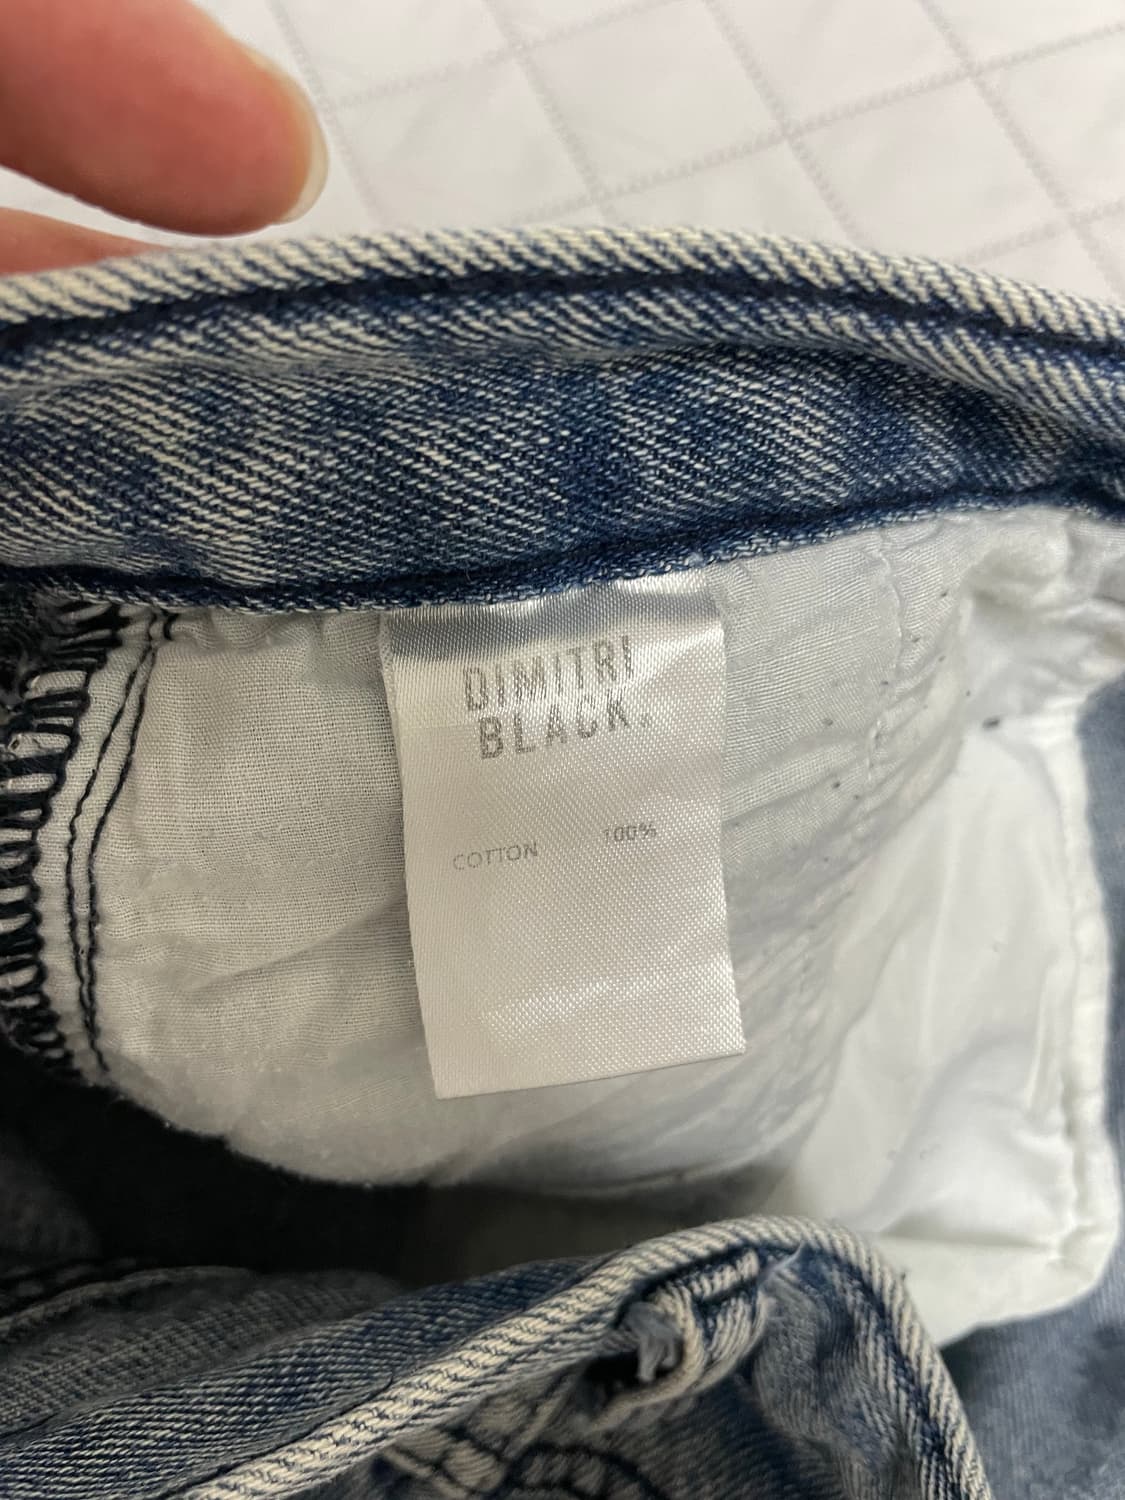 DIMITRI
BLACK.
COTTON 100%